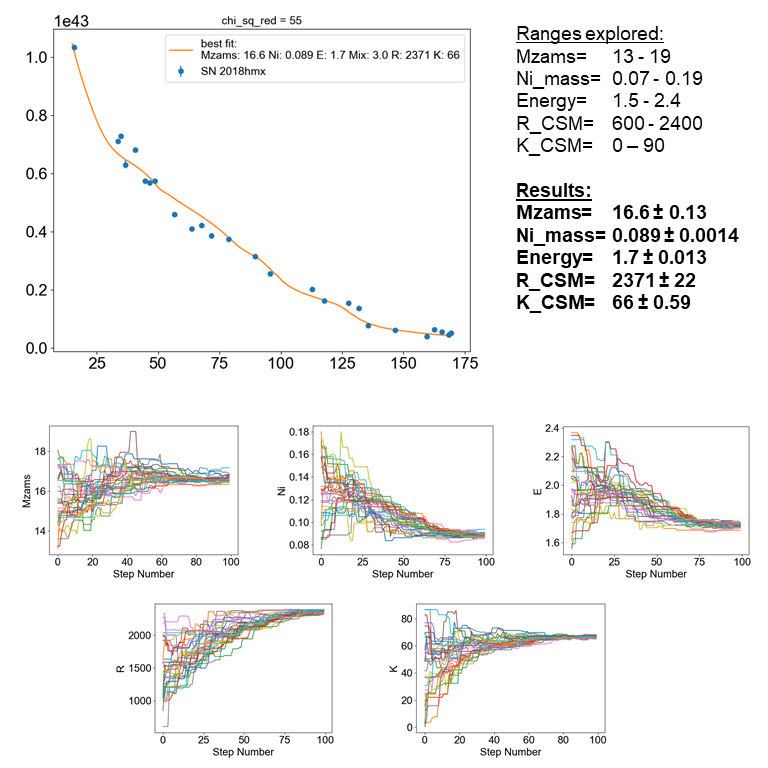 chi_sq_red = 55
1e43
best fit:
Mzams: 16.6 Ni: 0.089 E: 1.7 Mix: 3.0 R: 2371 K: 66
SN 2018hmx
1.0
0.8
0.6
0.4
0.2
0.0
25 50 75 100 125 150 175
Ranges explored:
Mzams= 13 - 19
Ni_mass= 0.07 - 0.19
Energy= 1.5 - 2.4
R_CSM= 600 - 2400
K_CSM= 0 – 90
Results:
Mzams= 16.6 ± 0.13
Ni_mass= 0.089 ± 0.0014
Energy= 1.7 ± 0.013
R_CSM= 2371 ± 22
K_CSM= 66 ± 0.59
Mzams
18
16
14
0 20 40 60 80 100
Step Number
Ni
0.18
0.16
0.14
0.12
0.10
0.08
0 25 50 75 100
Step Number
E
2.4
2.2
2.0
1.8
1.6
0 25 50 75 100
Step Number
R
2000
1500
1000
0 25 50 75 100
Step Number
K
80
60
40
20
0
0 20 40 60 80 100
Step Number